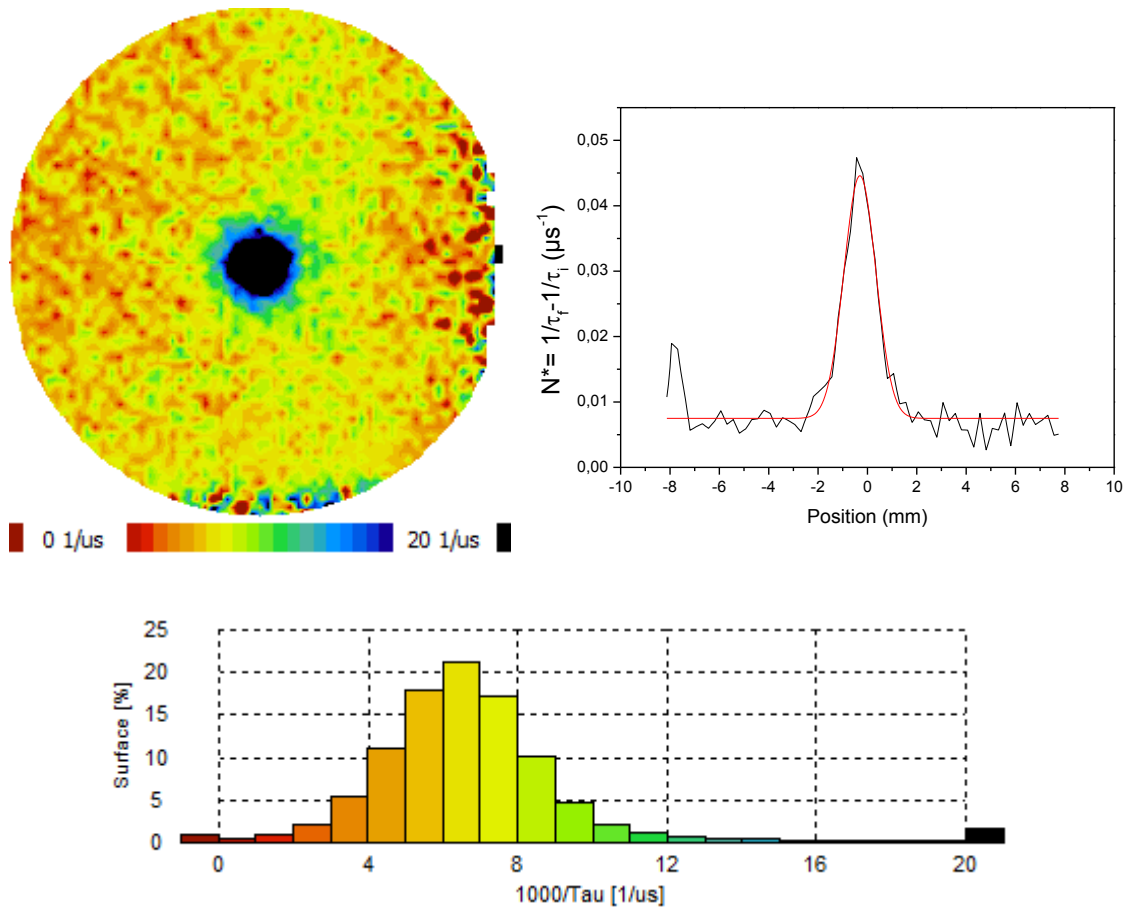 0 1/us 20 1/us
0,05
0,04
0,03
0,02
0,01
0,00
-10 -8 -6 -4 -2 0 2 4 6 8 10
N*= 1/τf-1/τi (µs-1)
Position (mm)
25
20
15
10
5
0
0 4 8 12 16 20
Surface [%]
1000/Tau [1/us]